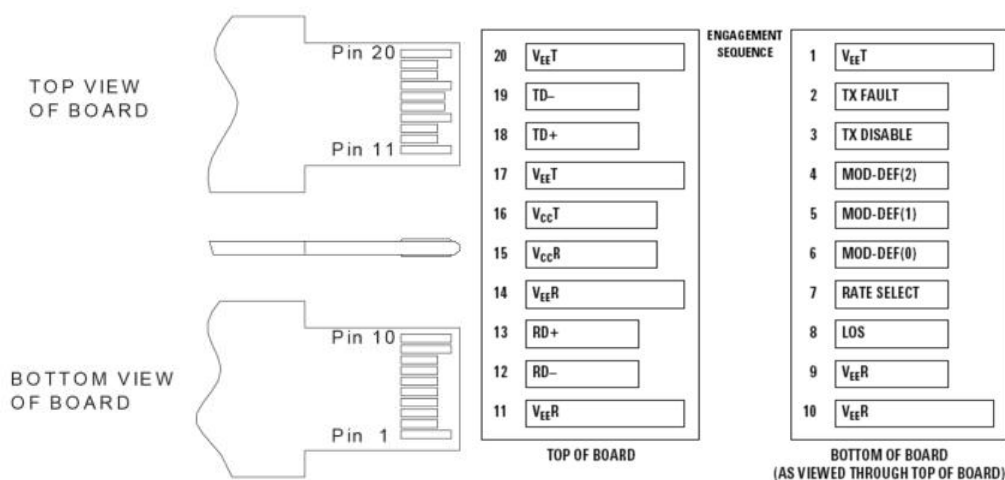 TOP VIEW
OF BOARD
Pin 20
Pin 11
BOTTOM VIEW
OF BOARD
Pin 10
Pin 1
20 VEET
19 TD–
18 TD+
17 VEET
16 VCCT
15 VCCR
14 VEER
13 RD+
12 RD–
11 VEER
TOP OF BOARD
ENGAGEMENT
SEQUENCE
1 VEET
2 TX FAULT
3 TX DISABLE
4 MOD-DEF(2)
5 MOD-DEF(1)
6 MOD-DEF(0)
7 RATE SELECT
8 LOS
9 VEER
10 VEER
BOTTOM OF BOARD
(AS VIEWED THROUGH TOP OF BOARD)